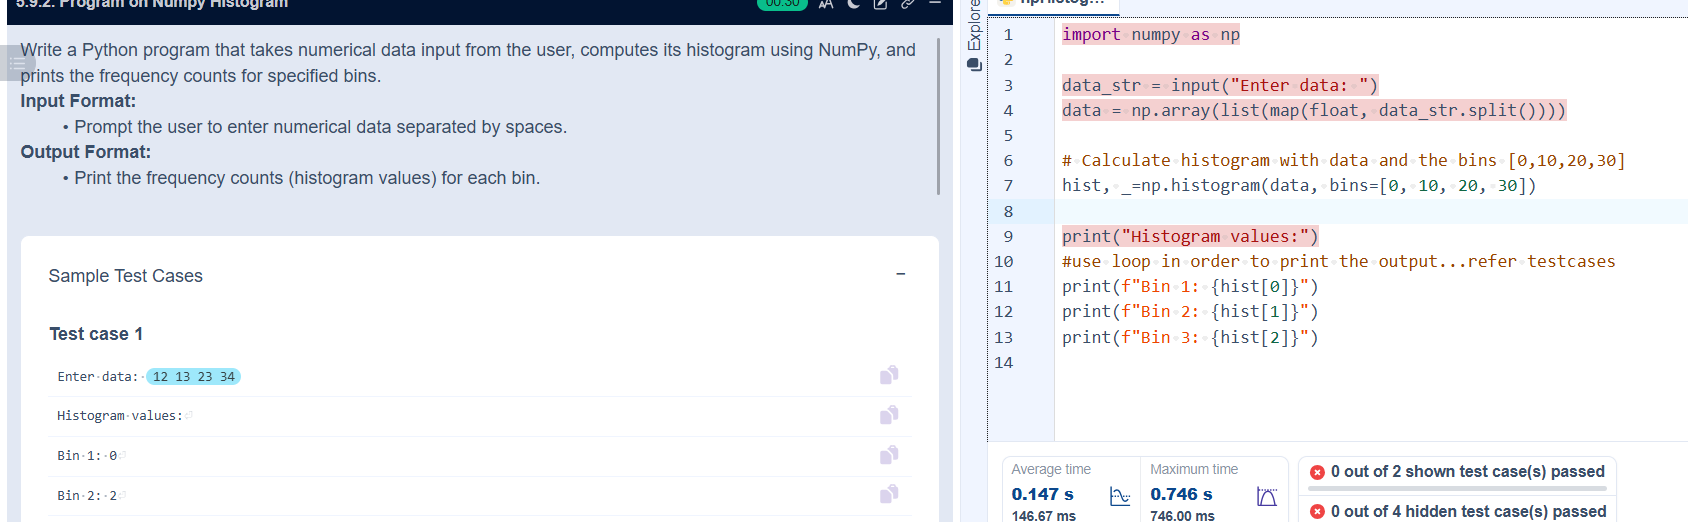 5.9.2. Program on Numpy Histogram
00:30
AA
Write a Python program that takes numerical data input from the user, computes its histogram using NumPy, and
prints the frequency counts for specified bins.
Input Format:
• Prompt the user to enter numerical data separated by spaces.
Output Format:
• Print the frequency counts (histogram values) for each bin.
Sample Test Cases
Test case 1
Enter data: 12 13 23 34
Histogram values:
Bin 1: 0
Bin 2: 2
Explore
1 import numpy as np
2
3 data_str = input("Enter data: ")
4 data = np.array(list(map(float, data_str.split())))
5
6 # Calculate histogram with data and the bins [0,10,20,30]
7 hist, _=np.histogram(data, bins=[0, 10, 20, 30])
8
9 print("Histogram values:")
10 #use loop in order to print the output...refer testcases
11 print(f"Bin 1: {hist[0]}")
12 print(f"Bin 2: {hist[1]}")
13 print(f"Bin 3: {hist[2]}")
14
Average time
0.147 s
146.67 ms
Maximum time
0.746 s
746.00 ms
0 out of 2 shown test case(s) passed
0 out of 4 hidden test case(s) passed